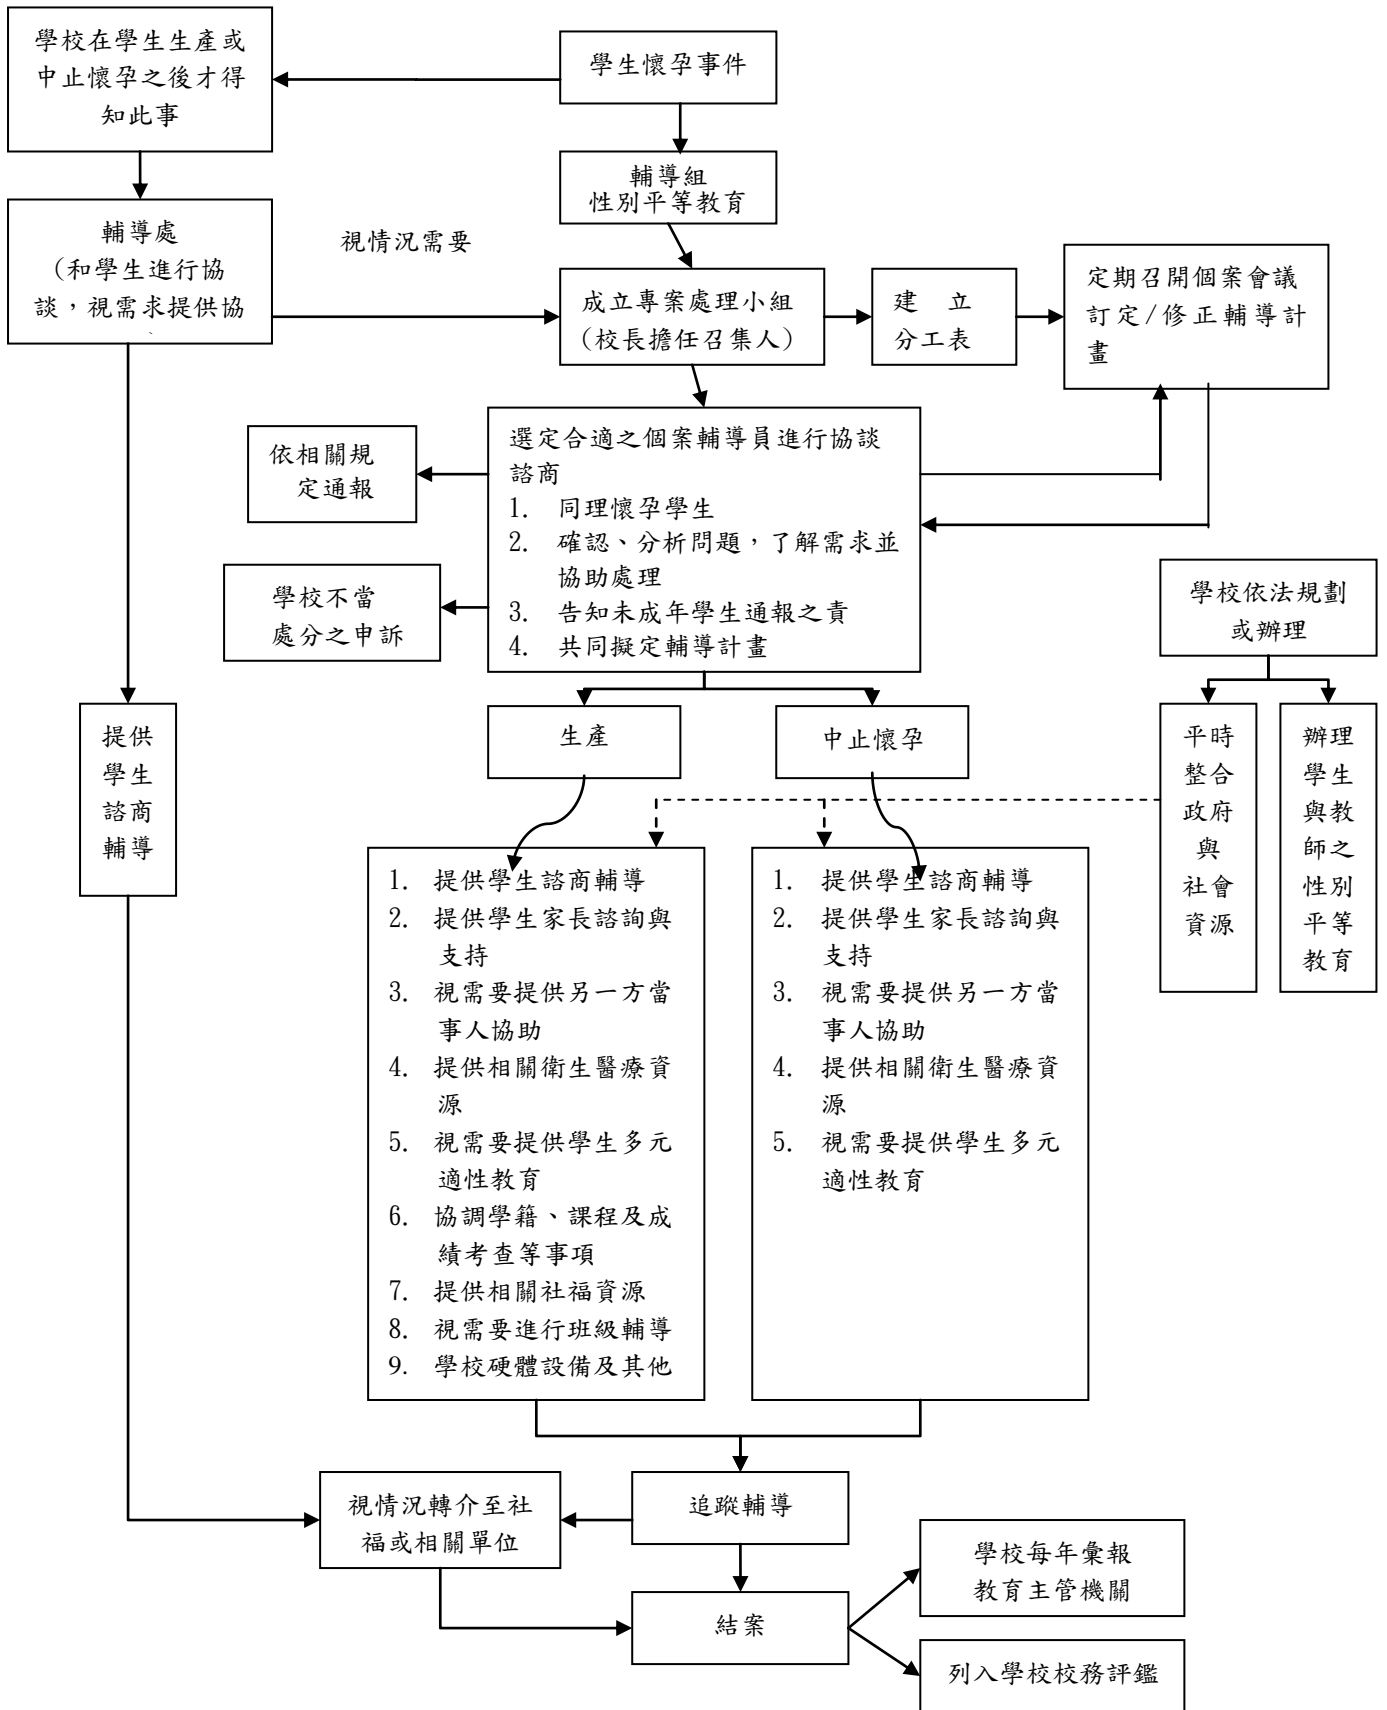 學校在學生生產或
中止懷孕之後才得
知此事
學生懷孕事件
輔導組
性別平等教育
輔導處
(和學生進行協
談，視需求提供協
視情況需要
成立專案處理小組
(校長擔任召集人)
建 立
分工表
定期召開個案會議
訂定/修正輔導計
畫
依相關規
定通報
學校不當
處分之申訴
選定合適之個案輔導員進行協談
諮商
1. 同理懷孕學生
2. 確認、分析問題，了解需求並
協助處理
3. 告知未成年學生通報之責
4. 共同擬定輔導計畫
學校依法規劃
或辦理
提供
學生
諮商
輔導
生產
中止懷孕
平時
整合
政府
與
社會
資源
辦理
學生
與教
師之
性別
平等
教育
1. 提供學生諮商輔導
2. 提供學生家長諮詢與
支持
3. 視需要提供另一方當
事人協助
4. 提供相關衛生醫療資
源
5. 視需要提供學生多元
適性教育
6. 協調學籍、課程及成
績考查等事項
7. 提供相關社福資源
8. 視需要進行班級輔導
9. 學校硬體設備及其他
1. 提供學生諮商輔導
2. 提供學生家長諮詢與
支持
3. 視需要提供另一方當
事人協助
4. 提供相關衛生醫療資
源
5. 視需要提供學生多元
適性教育
視情況轉介至社
福或相關單位
追蹤輔導
結案
學校每年彙報
教育主管機關
列入學校校務評鑑